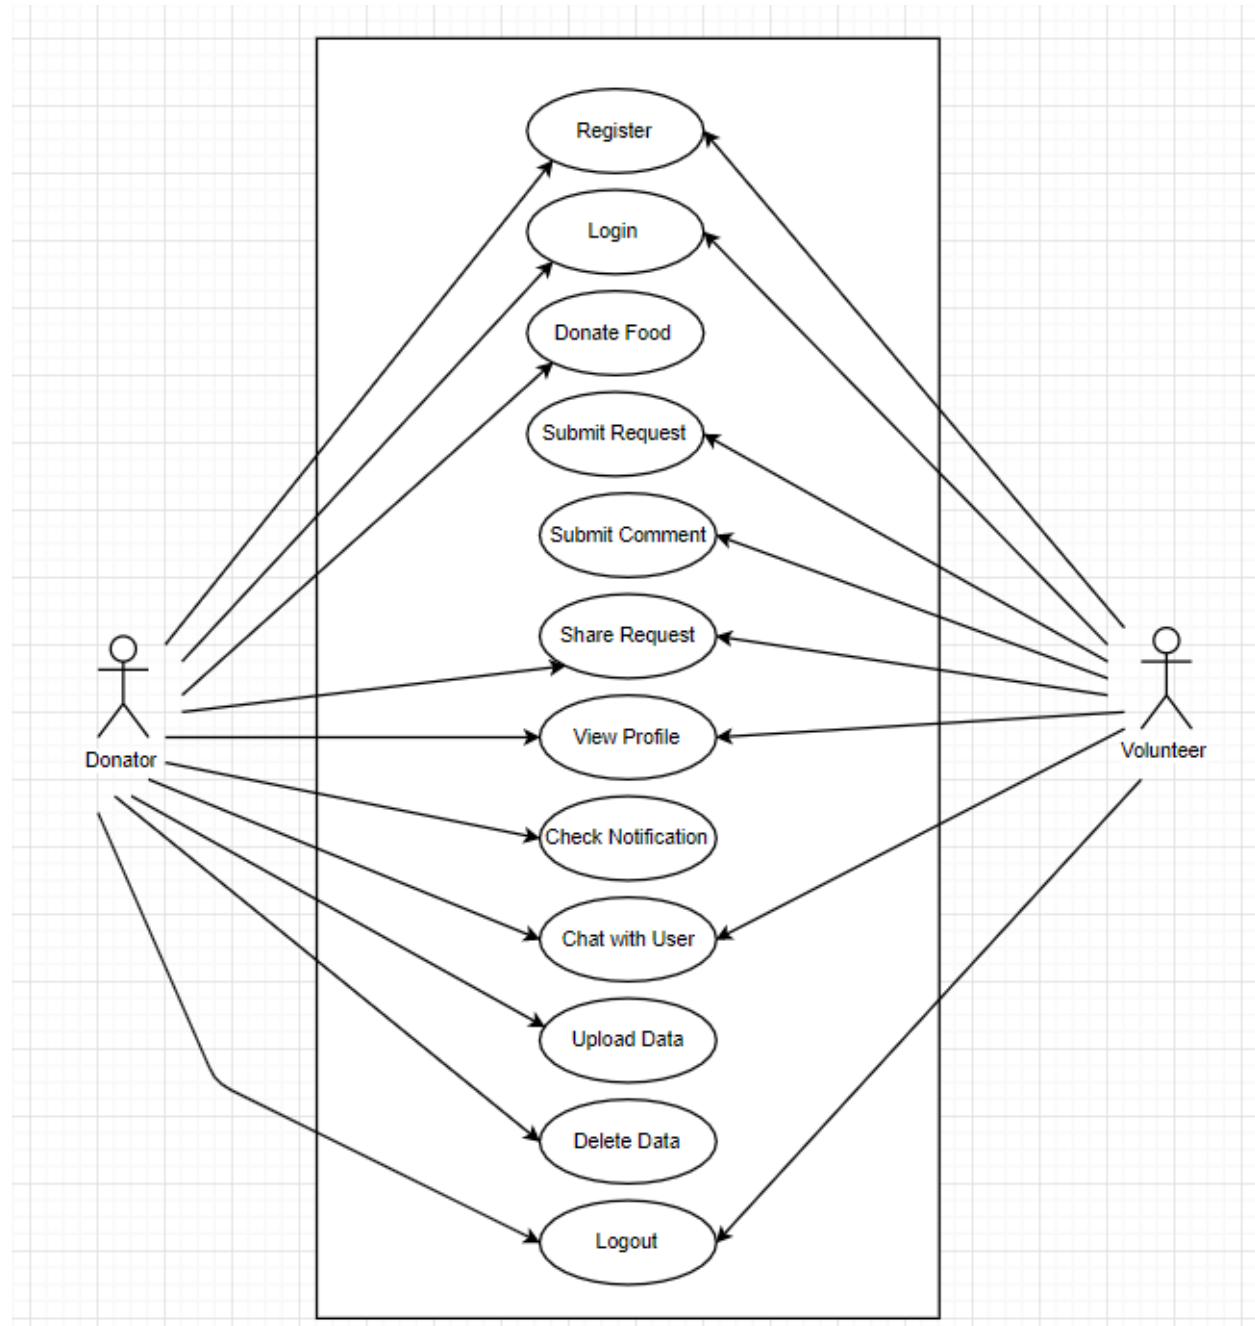 Register
Login
Donate Food
Submit Request
Submit Comment
Share Request
View Profile
Donator
Volunteer
Check Notification
Chat with User
Upload Data
Delete Data
Logout